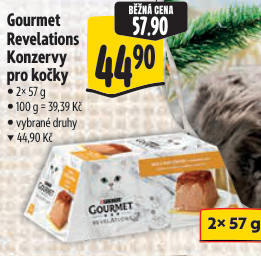 Gourmet
Revelations
Konzervy
pro kočky
• 2× 57 g
• 100 g = 39,39 Kč
• vybrané druhy
▼ 44,90 Kč
BĚŽNÁ CENA
57.90
44 90
PURINA
GOURMET
REVELATIONS
2× 57 g